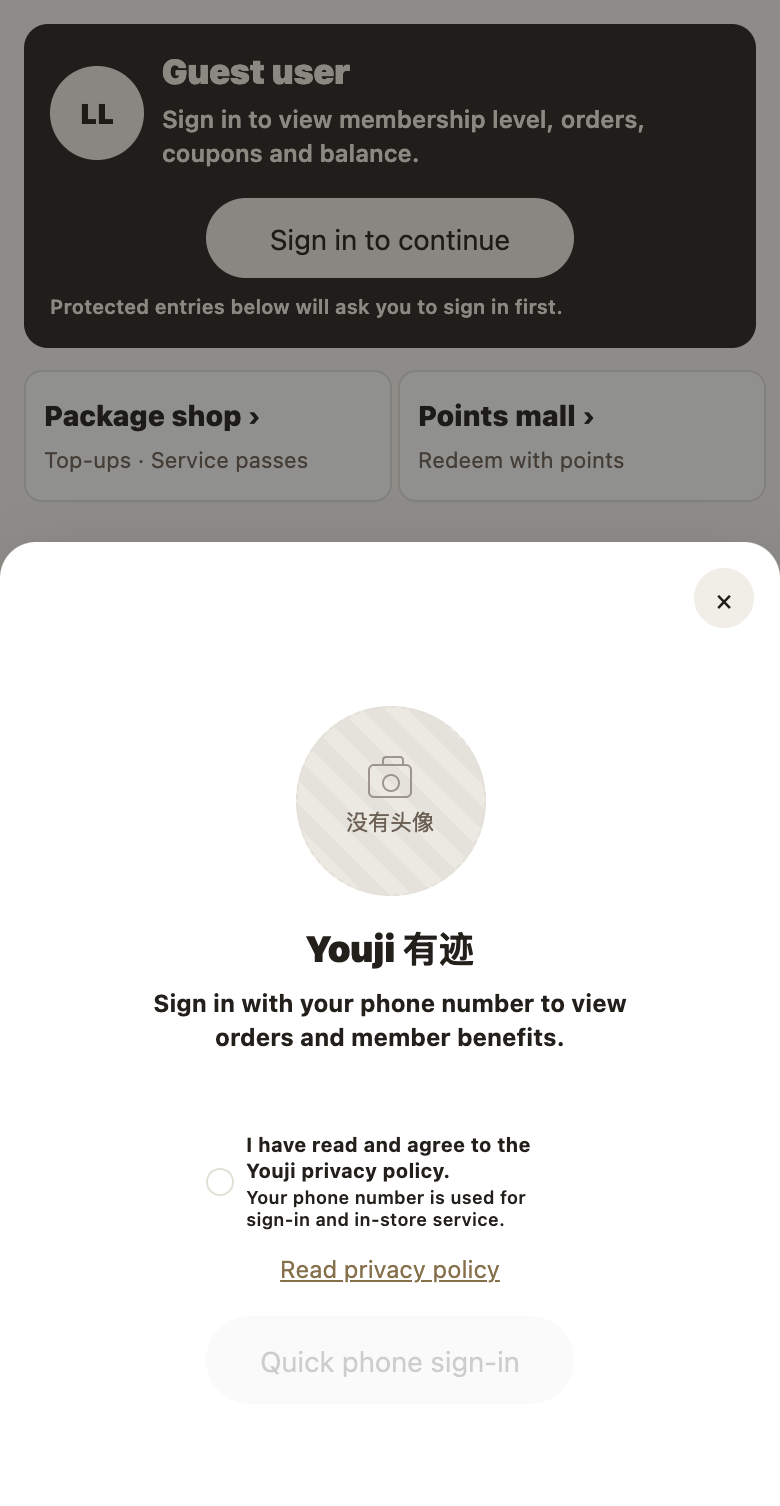 LL
Guest user
Sign in to view membership level, orders,
coupons and balance.
Sign in to continue
Protected entries below will ask you to sign in first.
Package shop ›
Top-ups · Service passes
Points mall ›
Redeem with points
×
没有头像
Youji 有迹
Sign in with your phone number to view
orders and member benefits.
I have read and agree to the
Youji privacy policy.
Your phone number is used for
sign-in and in-store service.
Read privacy policy
Quick phone sign-in